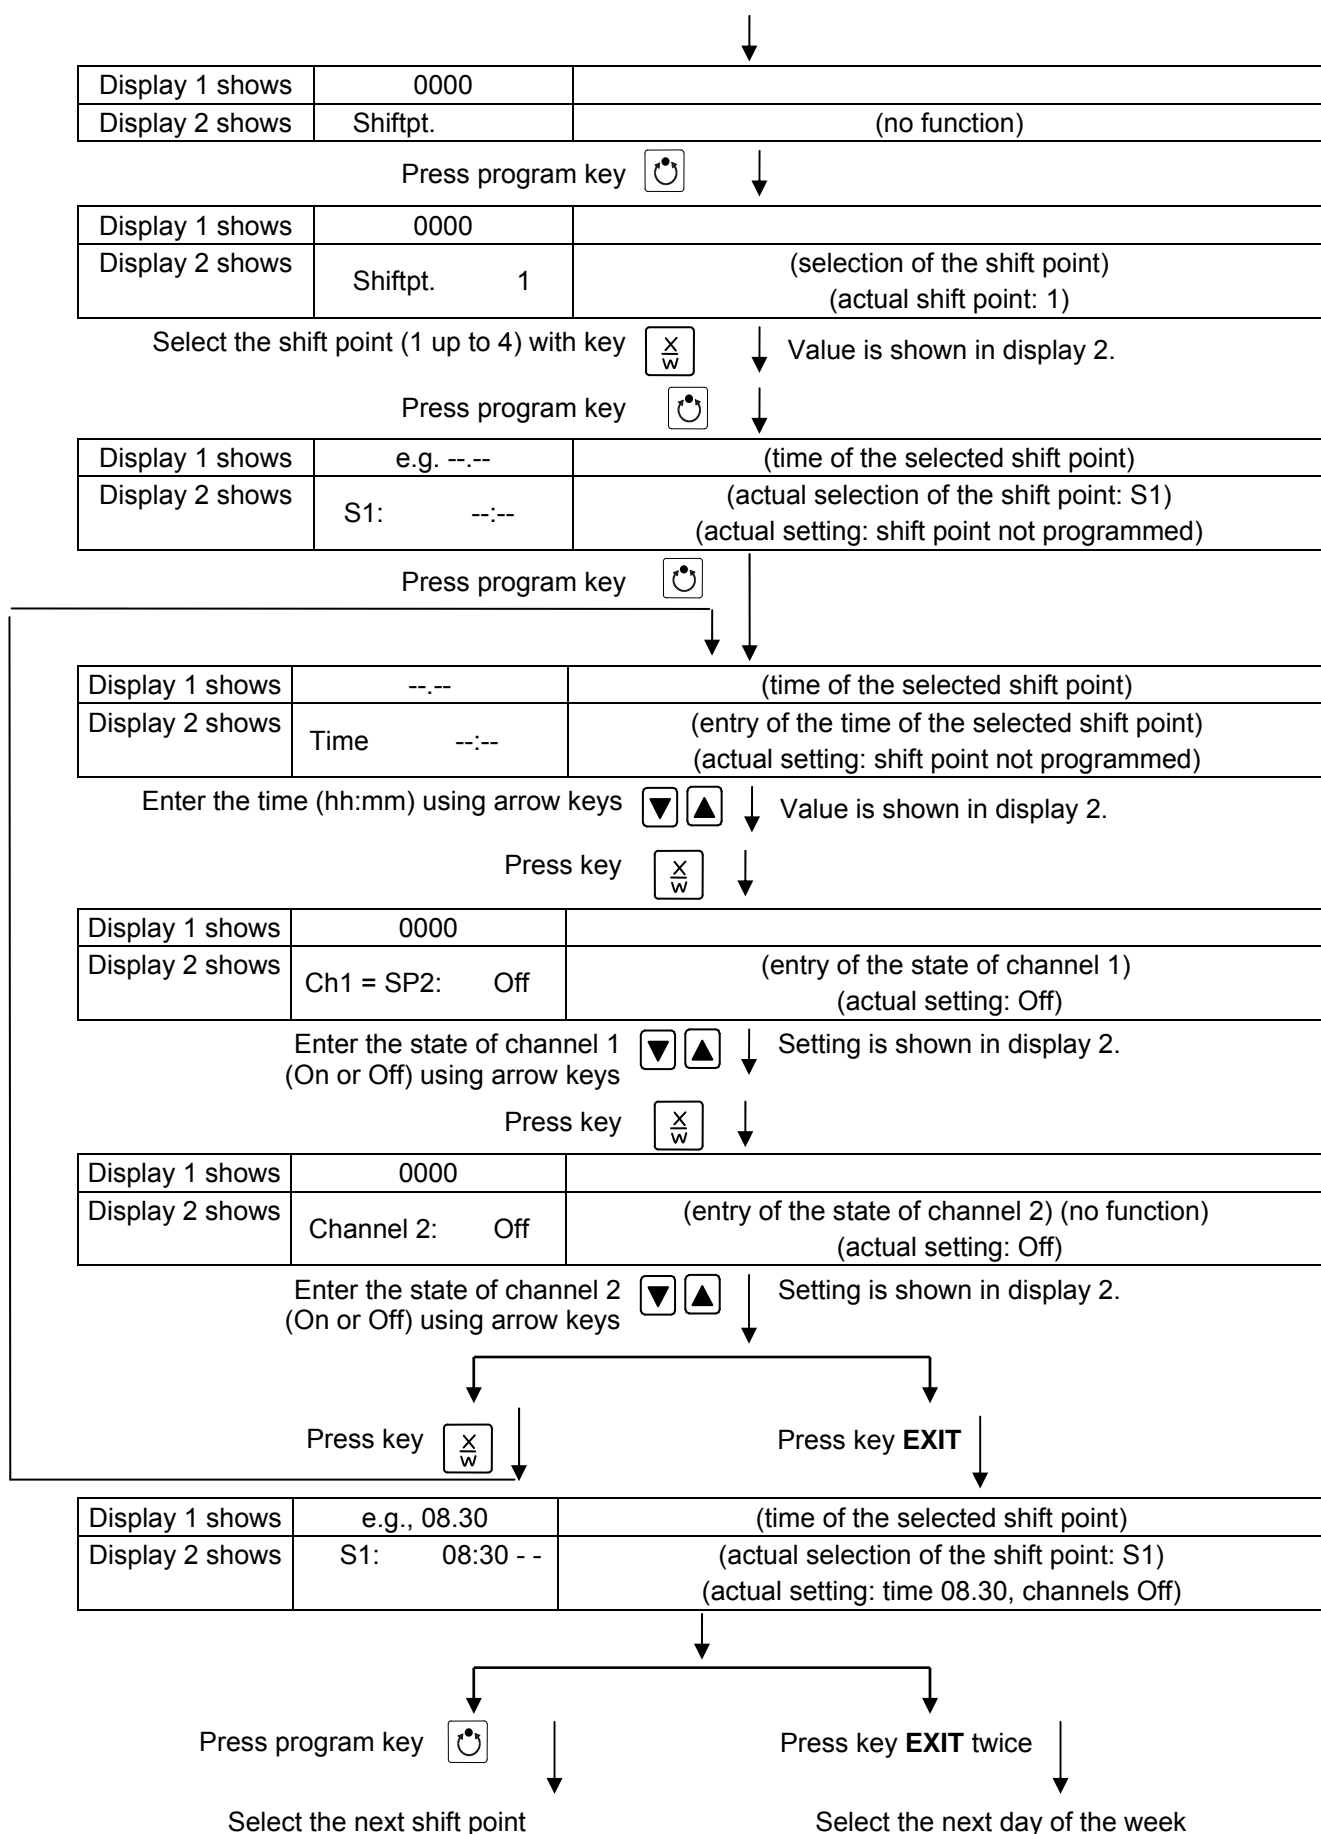 Display 1 shows 0000
Display 2 shows Shiftpt. (no function)
Press program key
Display 1 shows 0000
Display 2 shows Shiftpt. 1 (selection of the shift point)
(actual shift point: 1)
Select the shift point (1 up to 4) with key X W Value is shown in display 2.
Press program key
Display 1 shows e.g. --.-- (time of the selected shift point)
Display 2 shows S1: --:-- (actual selection of the shift point: S1)
(actual setting: shift point not programmed)
Press program key
Display 1 shows --.-- (time of the selected shift point)
Display 2 shows Time --:-- (entry of the time of the selected shift point)
(actual setting: shift point not programmed)
Enter the time (hh:mm) using arrow keys Value is shown in display 2.
Press key X W
Display 1 shows 0000
Display 2 shows Ch1 = SP2: Off (entry of the state of channel 1)
(actual setting: Off)
Enter the state of channel 1 Setting is shown in display 2.
(On or Off) using arrow keys
Press key X W
Display 1 shows 0000
Display 2 shows Channel 2: Off (entry of the state of channel 2) (no function)
(actual setting: Off)
Enter the state of channel 2 Setting is shown in display 2.
(On or Off) using arrow keys
Press key X W Press key EXIT
Display 1 shows e.g., 08.30 (time of the selected shift point)
Display 2 shows S1: 08:30 - - (actual selection of the shift point: S1)
(actual setting: time 08.30, channels Off)
Press program key Press key EXIT twice
Select the next shift point Select the next day of the week